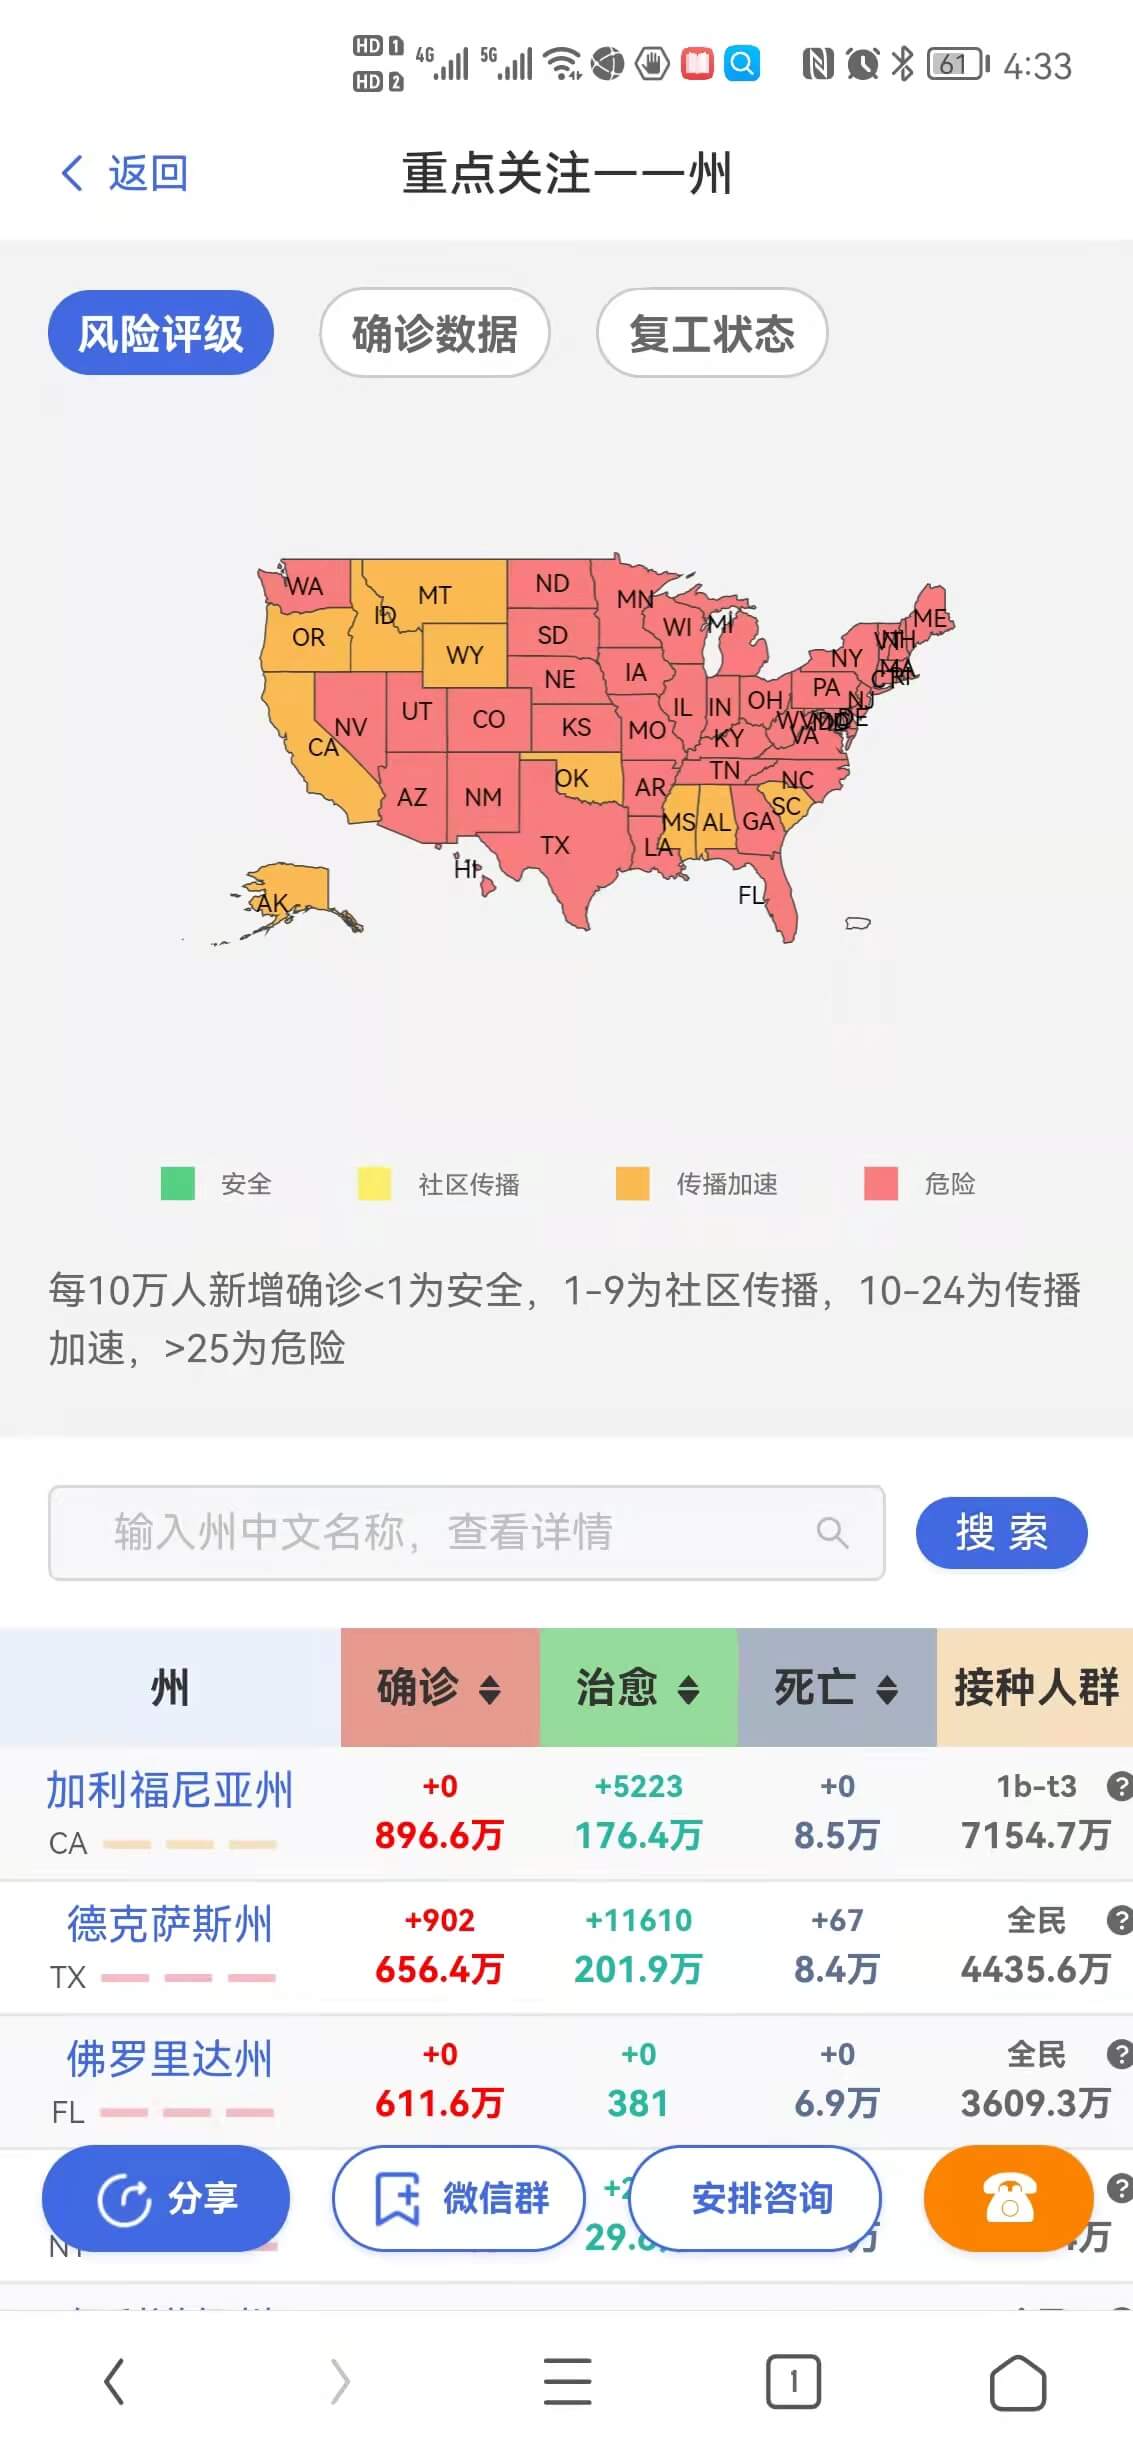 HD 1
HD 2
4G
5G
61
4:33
返回
重点关注——州
风险评级
确诊数据
复工状态
WA
MT
ND
MN
ID
OR
SD
WI
MI
ME
WY
NE
IA
NY
NH
MA
UT
CO
KS
IL
IN
OH
PA
NJ
CT
RI
NV
MO
KY
WV
VA
DE
CA
AZ
NM
OK
AR
TN
NC
SC
TX
LA
MS
AL
GA
HI
AK
FL
安全
社区传播
传播加速
危险
每10万人新增确诊<1为安全，1-9为社区传播，10-24为传播
加速，>25为危险
输入州中文名称，查看详情
搜 索
州
确诊
治愈
死亡
接种人群
加利福尼亚州
+0
+5223
+0
1b-t3
?
CA
896.6万
176.4万
8.5万
7154.7万
德克萨斯州
+902
+11610
+67
全民
?
TX
656.4万
201.9万
8.4万
4435.6万
佛罗里达州
+0
+0
+0
全民
?
FL
611.6万
381
6.9万
3609.3万
分享
微信群
安排咨询
?
1